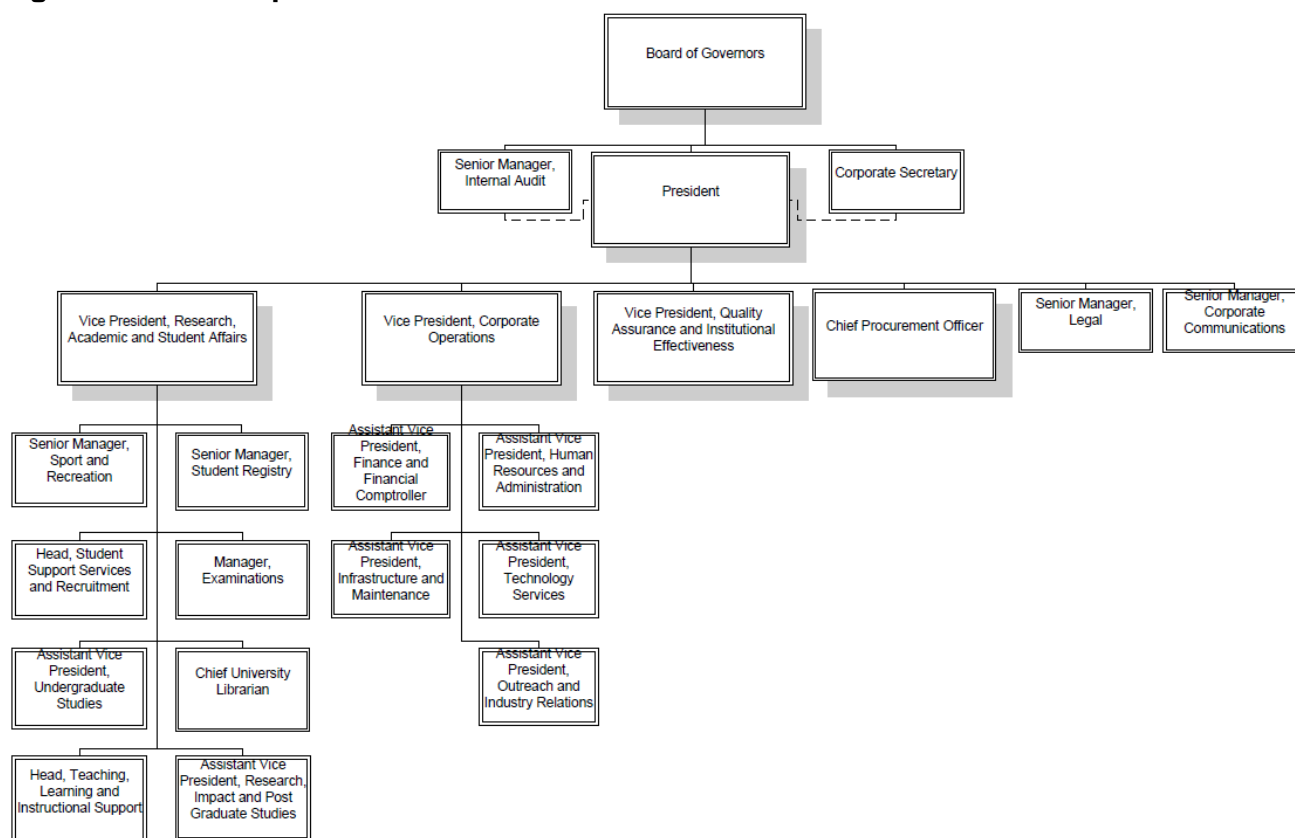 Board of Governors
Senior Manager,
Internal Audit
President
Corporate Secretary
Vice President, Research,
Academic and Student Affairs
Vice President, Corporate
Operations
Vice President, Quality
Assurance and Institutional
Effectiveness
Chief Procurement Officer
Senior Manager,
Legal
Senior Manager,
Corporate
Communications
Senior Manager,
Sport and
Recreation
Senior Manager,
Student Registry
Assistant Vice
President,
Finance and
Financial
Comptroller
Assistant Vice
President, Human
Resources and
Administration
Head, Student
Support Services
and Recruitment
Manager,
Examinations
Assistant Vice
President,
Infrastructure and
Maintenance
Assistant Vice
President,
Technology
Services
Assistant Vice
President,
Undergraduate
Studies
Chief University
Librarian
Assistant Vice
President,
Outreach and
Industry Relations
Head, Teaching,
Learning and
Instructional Support
Assistant Vice
President, Research,
Impact and Post
Graduate Studies